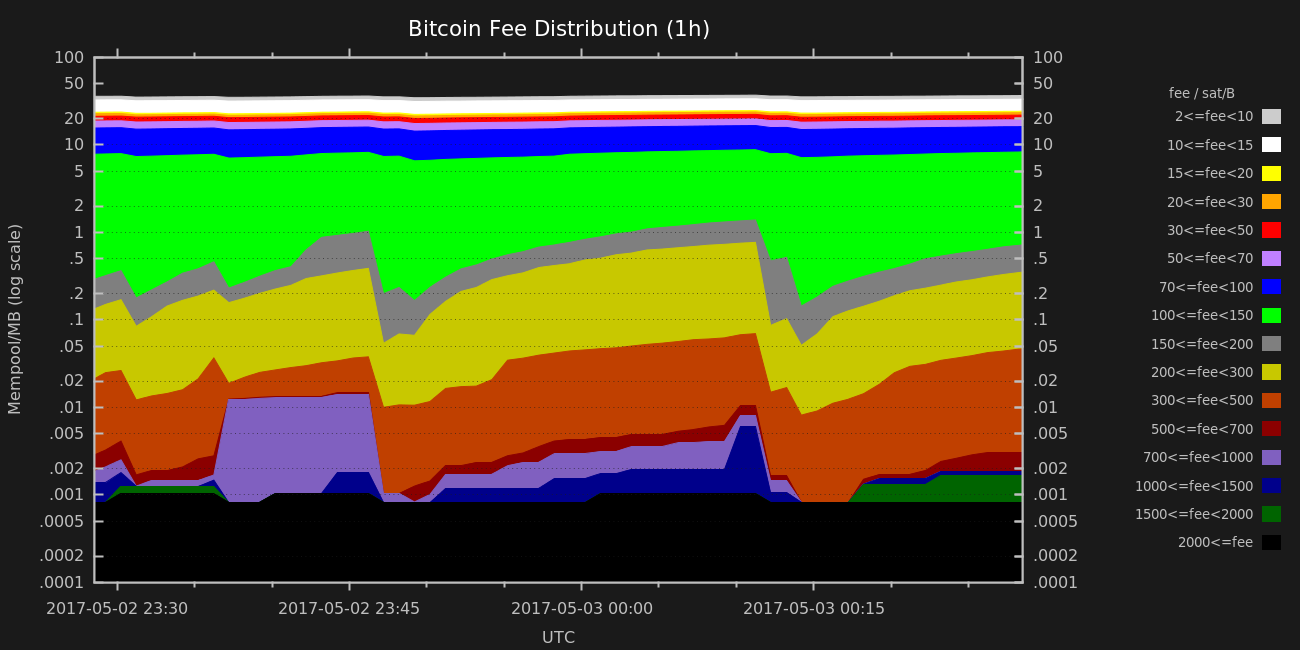 Bitcoin Fee Distribution (1h)
100 100
50 50
20 20
10 10
5 5
2 2
1 1
.5 .5
.2 .2
.1 .1
.05 .05
.02 .02
.01 .01
.005 .005
.002 .002
.001 .001
.0005 .0005
.0002 .0002
.0001 .0001
Mempool/MB (log scale)
2017-05-02 23:30 2017-05-02 23:45 2017-05-03 00:00 2017-05-03 00:15
UTC
fee / sat/B
2<=fee<10
10<=fee<15
15<=fee<20
20<=fee<30
30<=fee<50
50<=fee<70
70<=fee<100
100<=fee<150
150<=fee<200
200<=fee<300
300<=fee<500
500<=fee<700
700<=fee<1000
1000<=fee<1500
1500<=fee<2000
2000<=fee